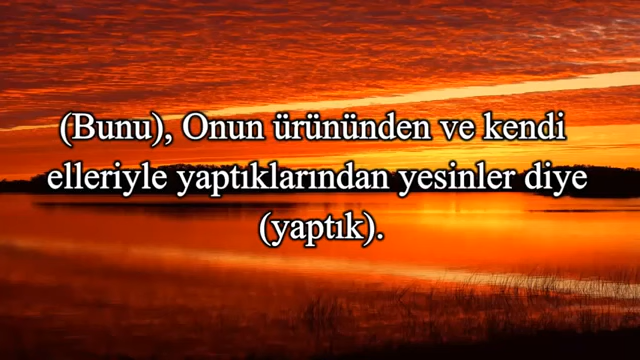 (Bunu), Onun ürününden ve kendi
elleriyle yaptıklarından yesinler diye
(yaptık).